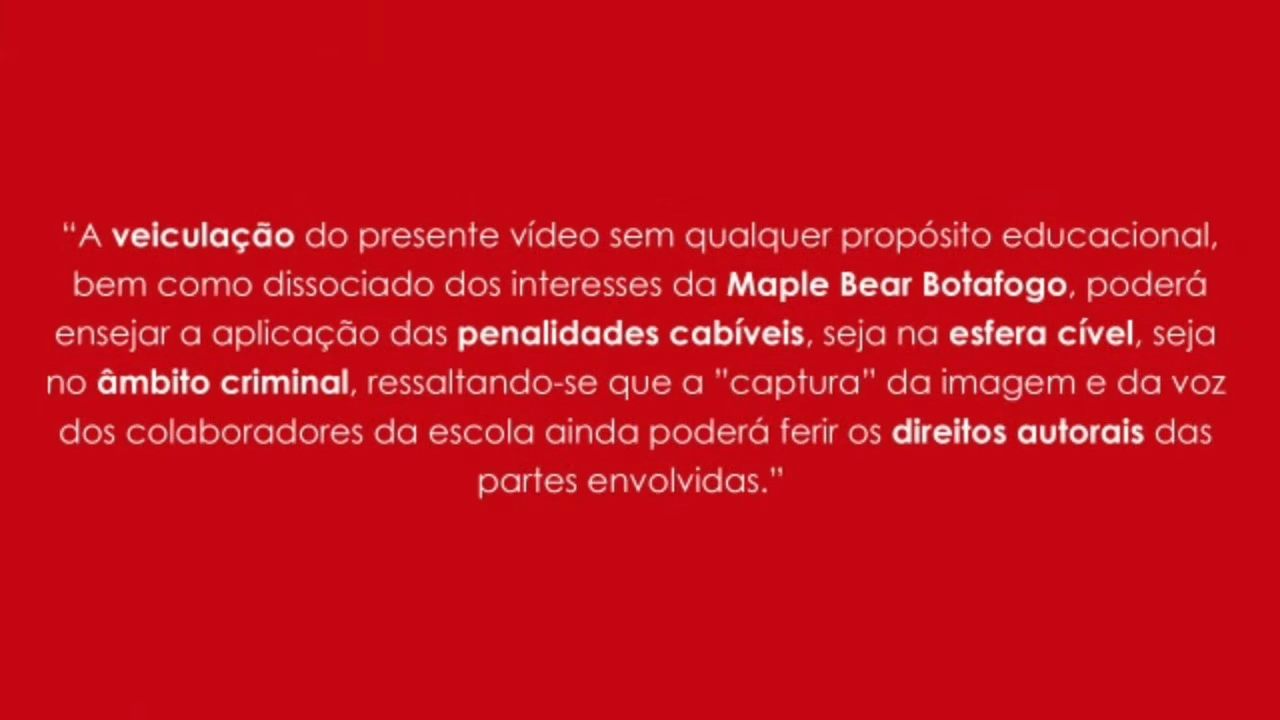 “A veiculação do presente vídeo sem qualquer propósito educacional,
bem como dissociado dos interesses da Maple Bear Botafogo, poderá
ensejar a aplicação das penalidades cabíveis, seja na esfera cível, seja
no âmbito criminal, ressaltando-se que a ”captura” da imagem e da voz
dos colaboradores da escola ainda poderá ferir os direitos autorais das
partes envolvidas.”